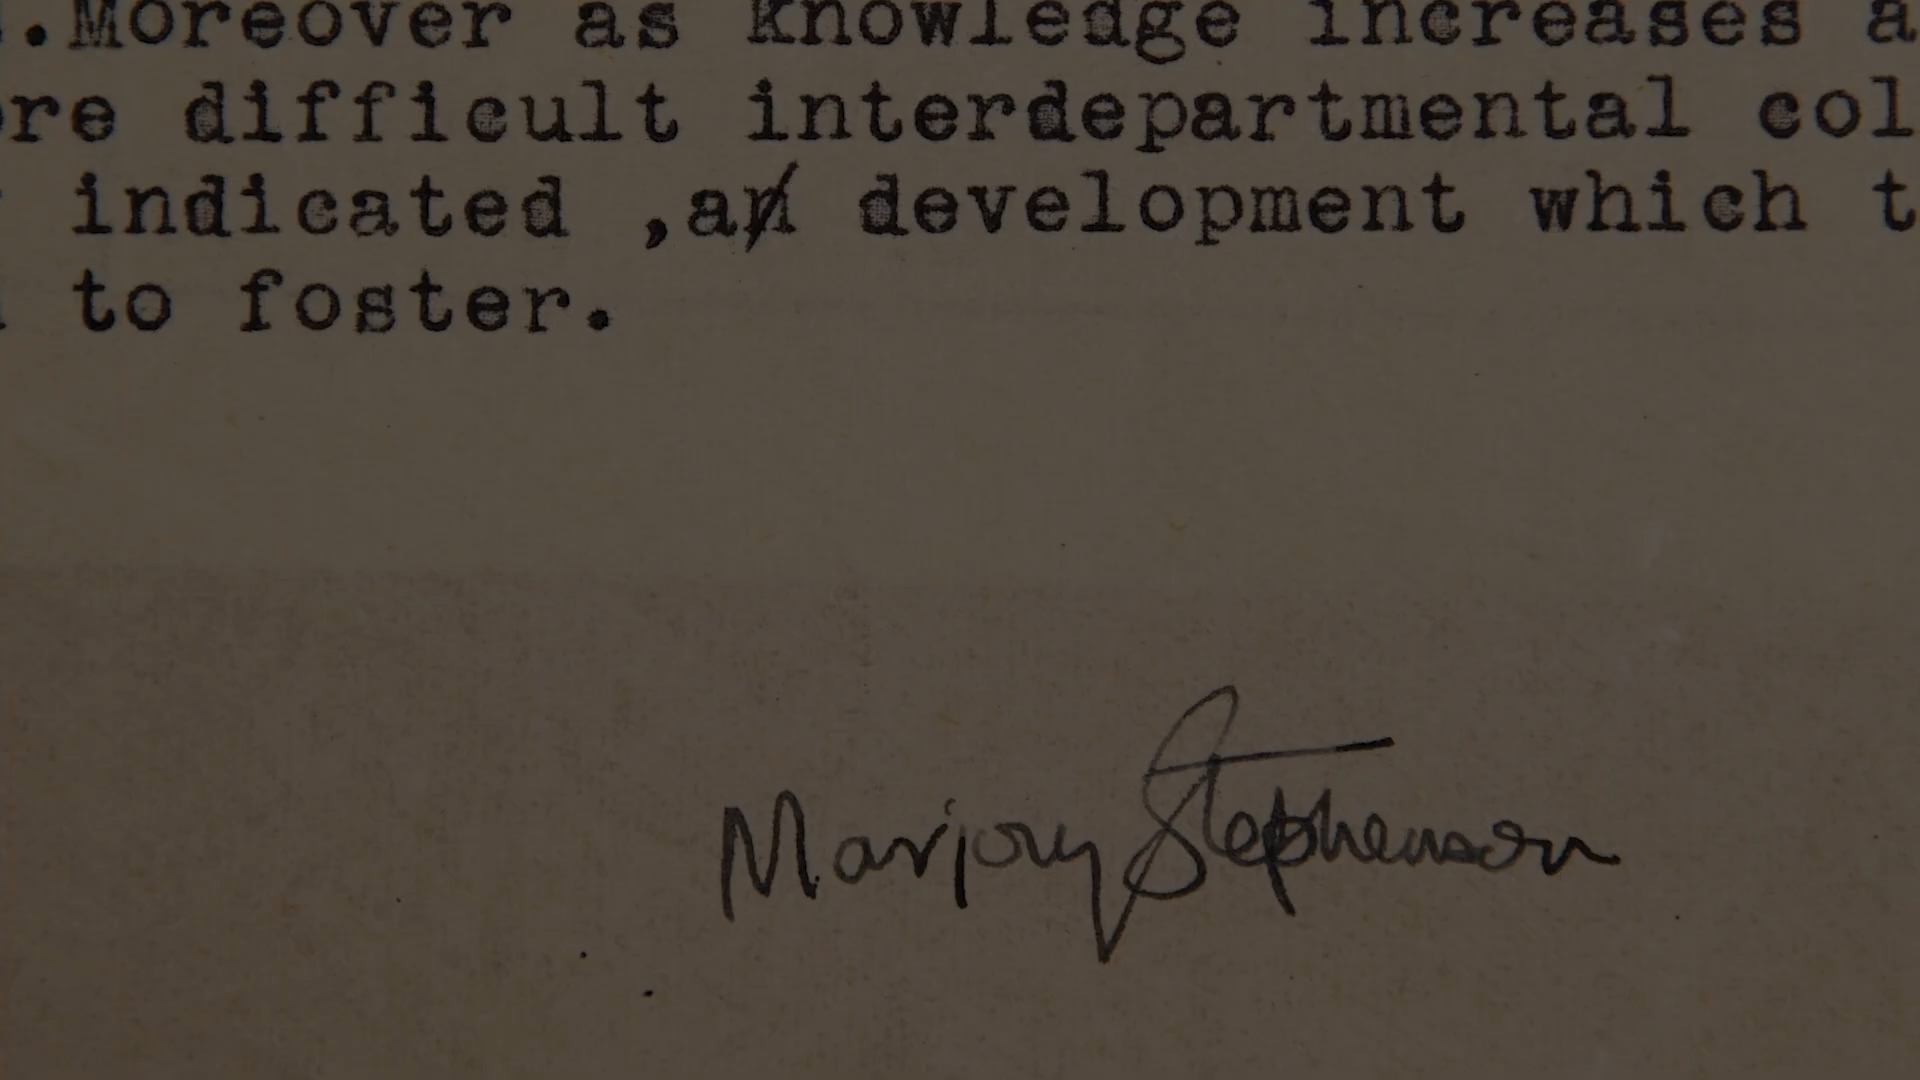 .Moreover as knowledge increases a
re difficult interdepartmental col
indicated ,an development which t
to foster.
Marjory Stephenson